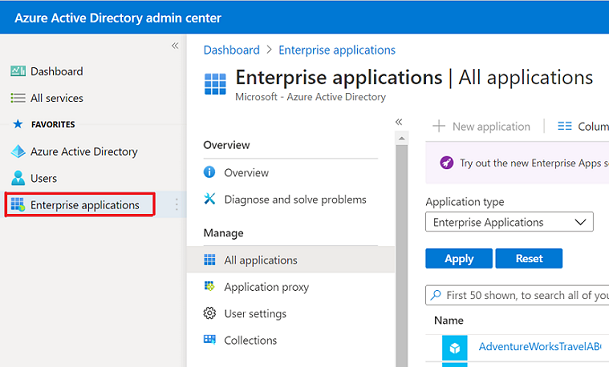 Azure Active Directory admin center
Dashboard
All services
FAVORITES
Azure Active Directory
Users
Enterprise applications
Dashboard > Enterprise applications
Enterprise applications | All applications
Microsoft - Azure Active Directory
Overview
Overview
Diagnose and solve problems
Manage
All applications
Application proxy
User settings
Collections
New application
Colum
Try out the new Enterprise Apps s
Application type
Enterprise Applications
Apply Reset
First 50 shown, to search all of you
Name
AdventureWorksTravelAB